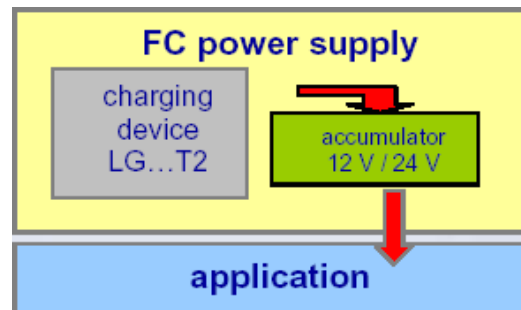 FC power supply
charging
device
LG...T2
accumulator
12 V / 24 V
application